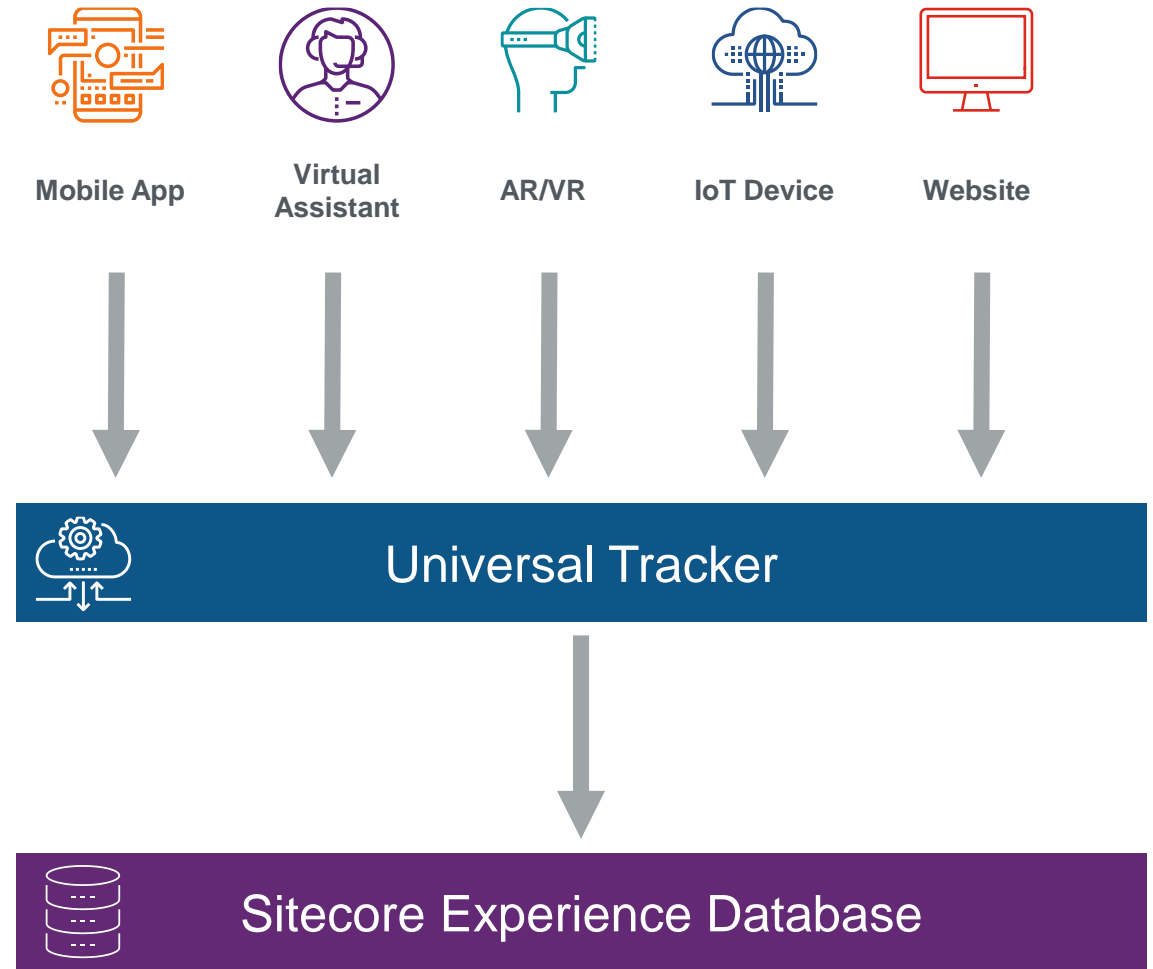 Mobile App
Virtual
Assistant
AR/VR
IoT Device
Website
Universal Tracker
Sitecore Experience Database